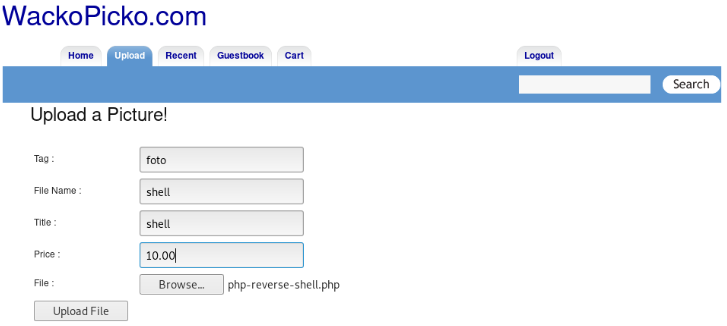 WackoPicko.com
Home Upload Recent Guestbook Cart Logout
Search
Upload a Picture!
Tag : foto
File Name : shell
Title : shell
Price : 10.00
File : Browse... php-reverse-shell.php
Upload File